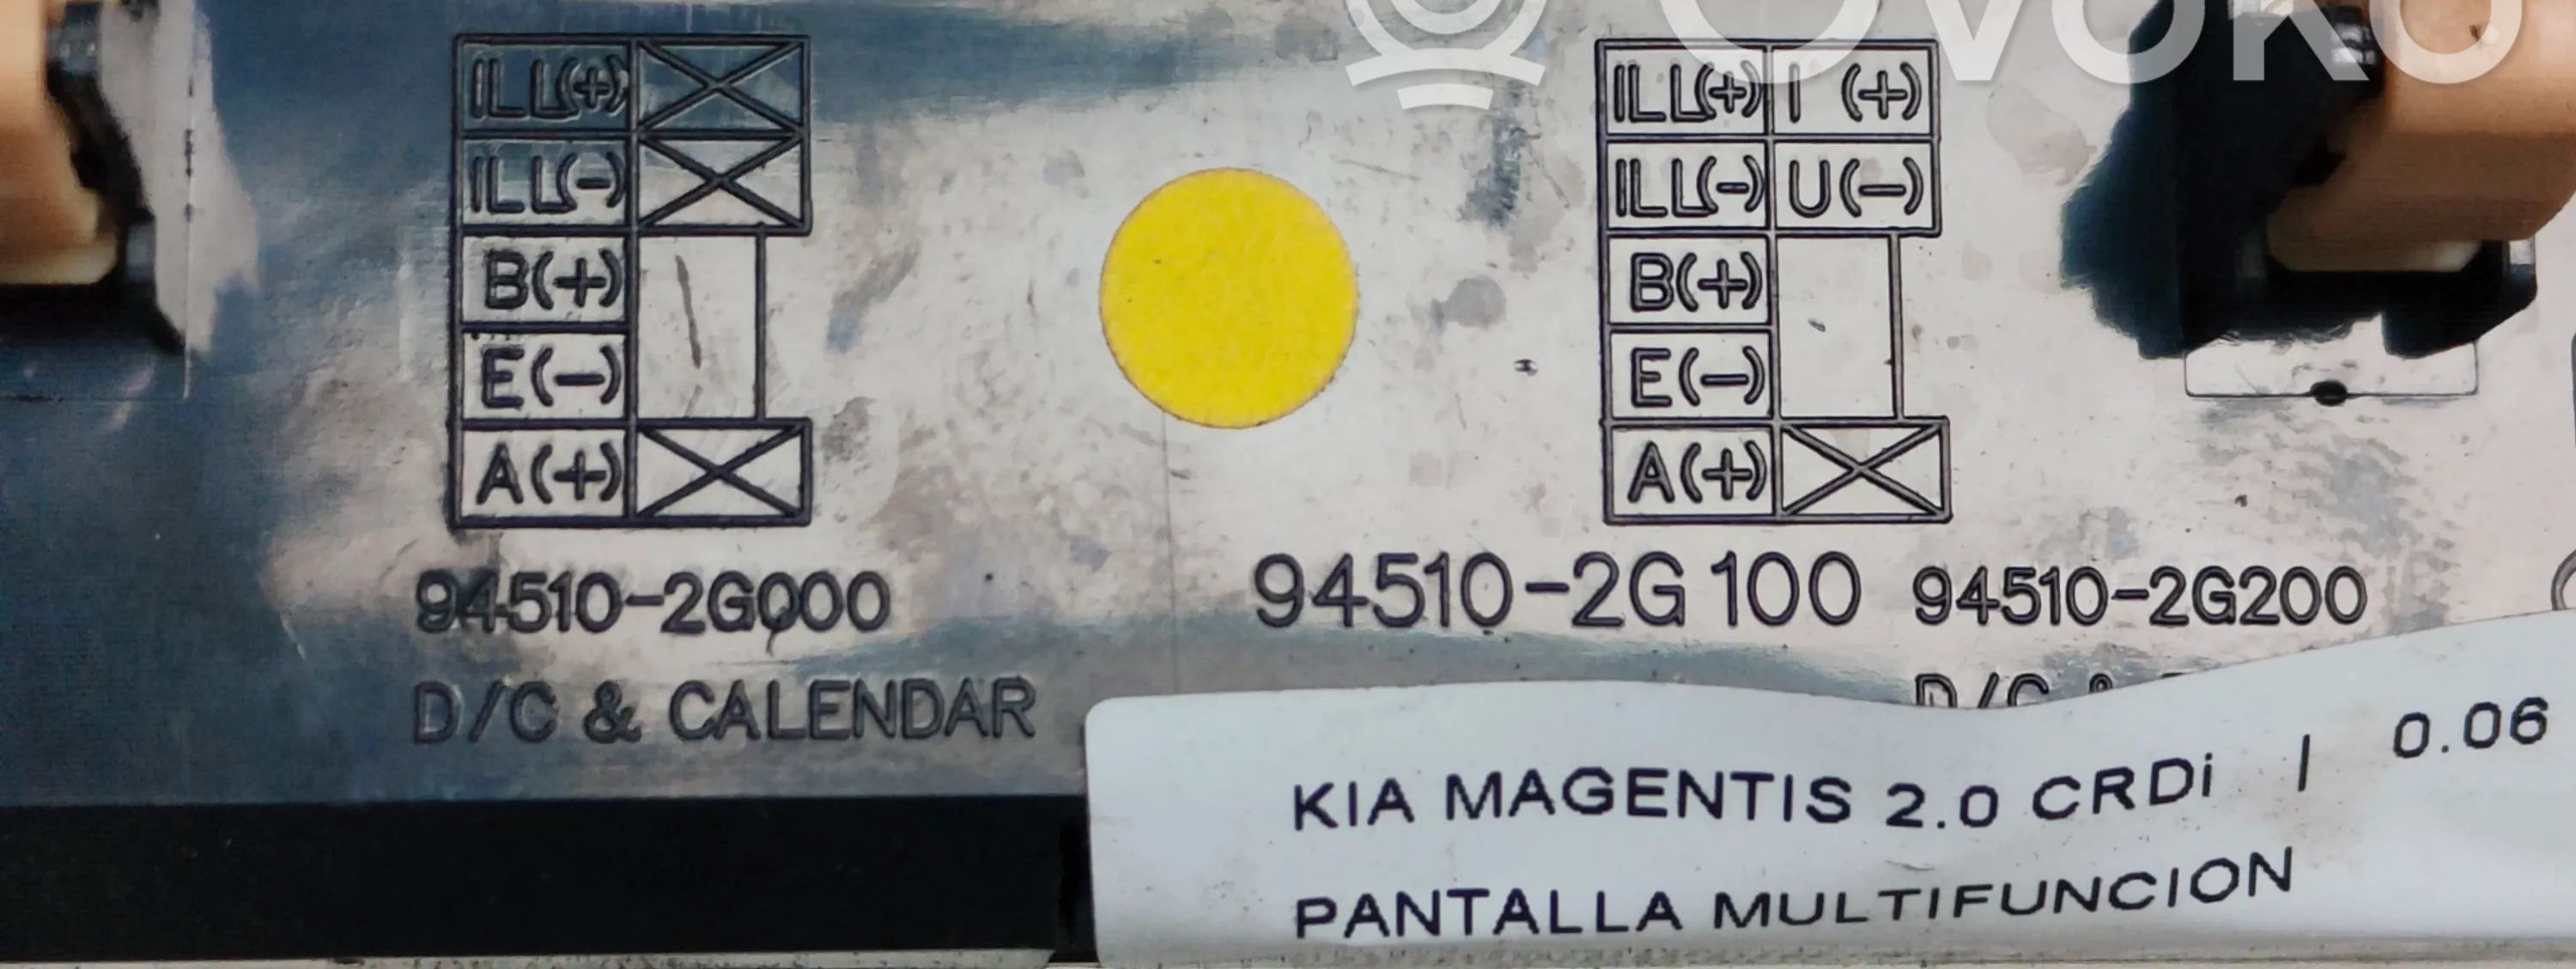 OVOKO
ILL(+)
ILL(-)
B(+)
E(-)
A(+)
ILL(+) I (+)
ILL(-) U(-)
B(+)
E(-)
A(+)
94510-2G000
94510-2G100 94510-2G200
D/C & CALENDAR
D/C &
KIA MAGENTIS 2.0 CRDi | 0.06
PANTALLA MULTIFUNCION